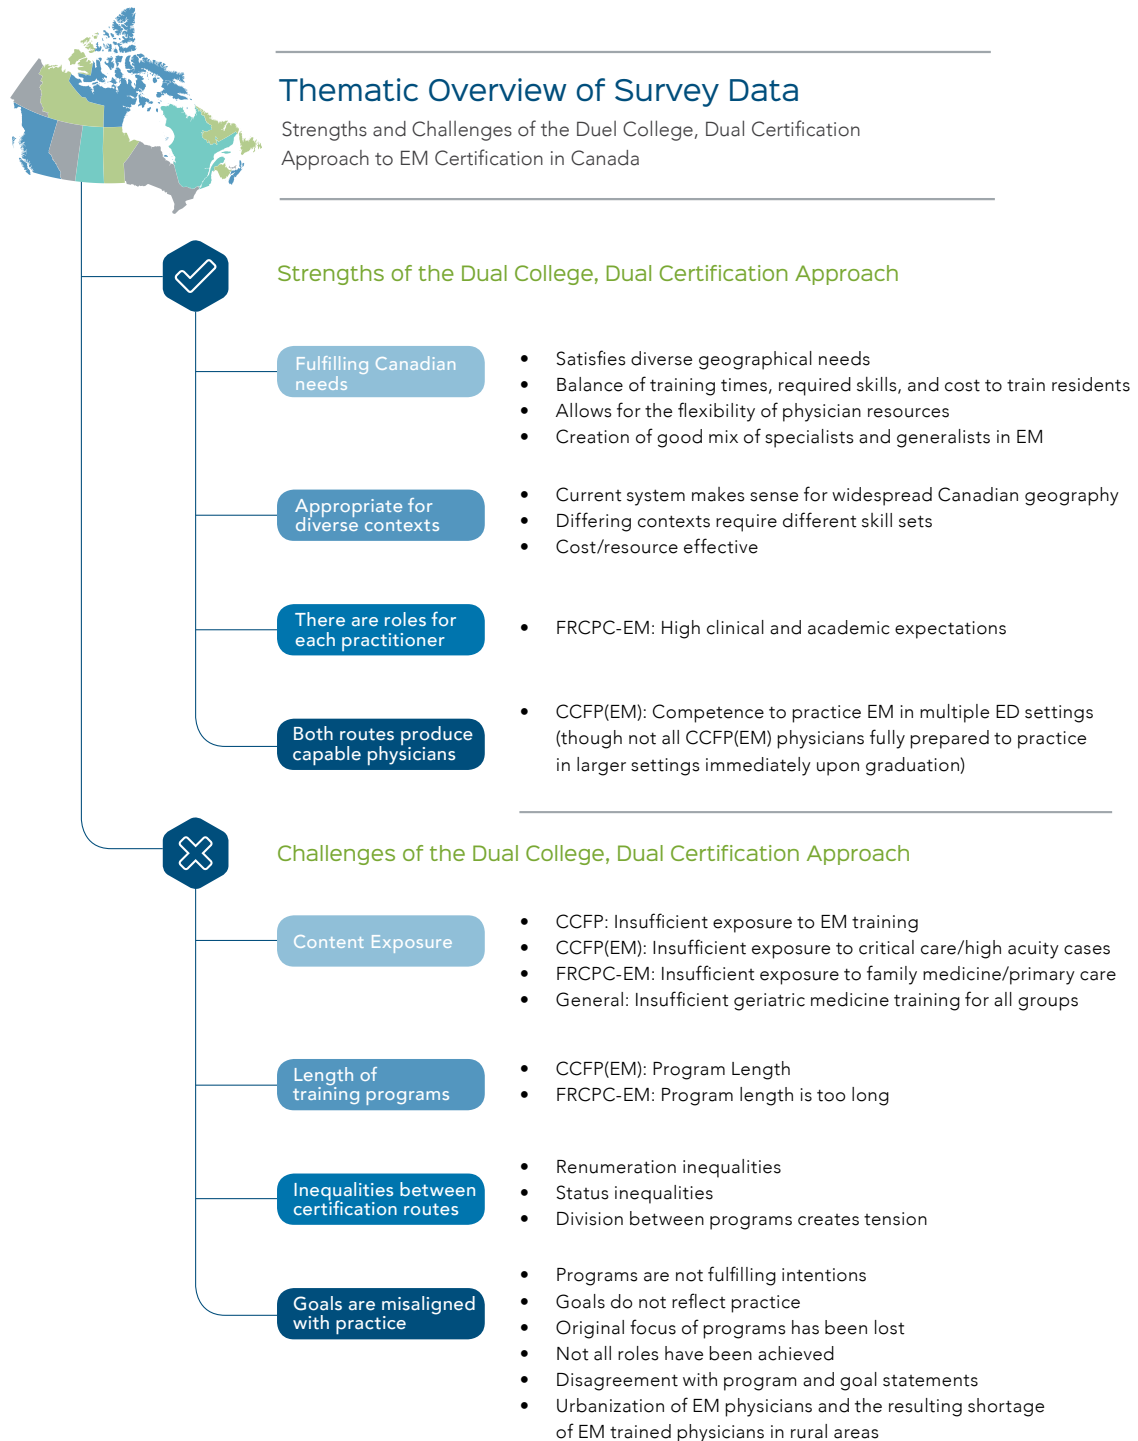 Thematic Overview of Survey Data
Strengths and Challenges of the Duel College, Dual Certification
Approach to EM Certification in Canada
Strengths of the Dual College, Dual Certification Approach
Fulfilling Canadian
needs
• Satisfies diverse geographical needs
• Balance of training times, required skills, and cost to train residents
• Allows for the flexibility of physician resources
• Creation of good mix of specialists and generalists in EM
Appropriate for
diverse contexts
• Current system makes sense for widespread Canadian geography
• Differing contexts require different skill sets
• Cost/resource effective
There are roles for
each practitioner
• FRCPC-EM: High clinical and academic expectations
Both routes produce
capable physicians
• CCFP(EM): Competence to practice EM in multiple ED settings
(though not all CCFP(EM) physicians fully prepared to practice
in larger settings immediately upon graduation)
Challenges of the Dual College, Dual Certification Approach
Content Exposure
• CCFP: Insufficient exposure to EM training
• CCFP(EM): Insufficient exposure to critical care/high acuity cases
• FRCPC-EM: Insufficient exposure to family medicine/primary care
• General: Insufficient geriatric medicine training for all groups
Length of
training programs
• CCFP(EM): Program Length
• FRCPC-EM: Program length is too long
Inequalities between
certification routes
• Renumeration inequalities
• Status inequalities
• Division between programs creates tension
Goals are misaligned
with practice
• Programs are not fulfilling intentions
• Goals do not reflect practice
• Original focus of programs has been lost
• Not all roles have been achieved
• Disagreement with program and goal statements
• Urbanization of EM physicians and the resulting shortage
of EM trained physicians in rural areas